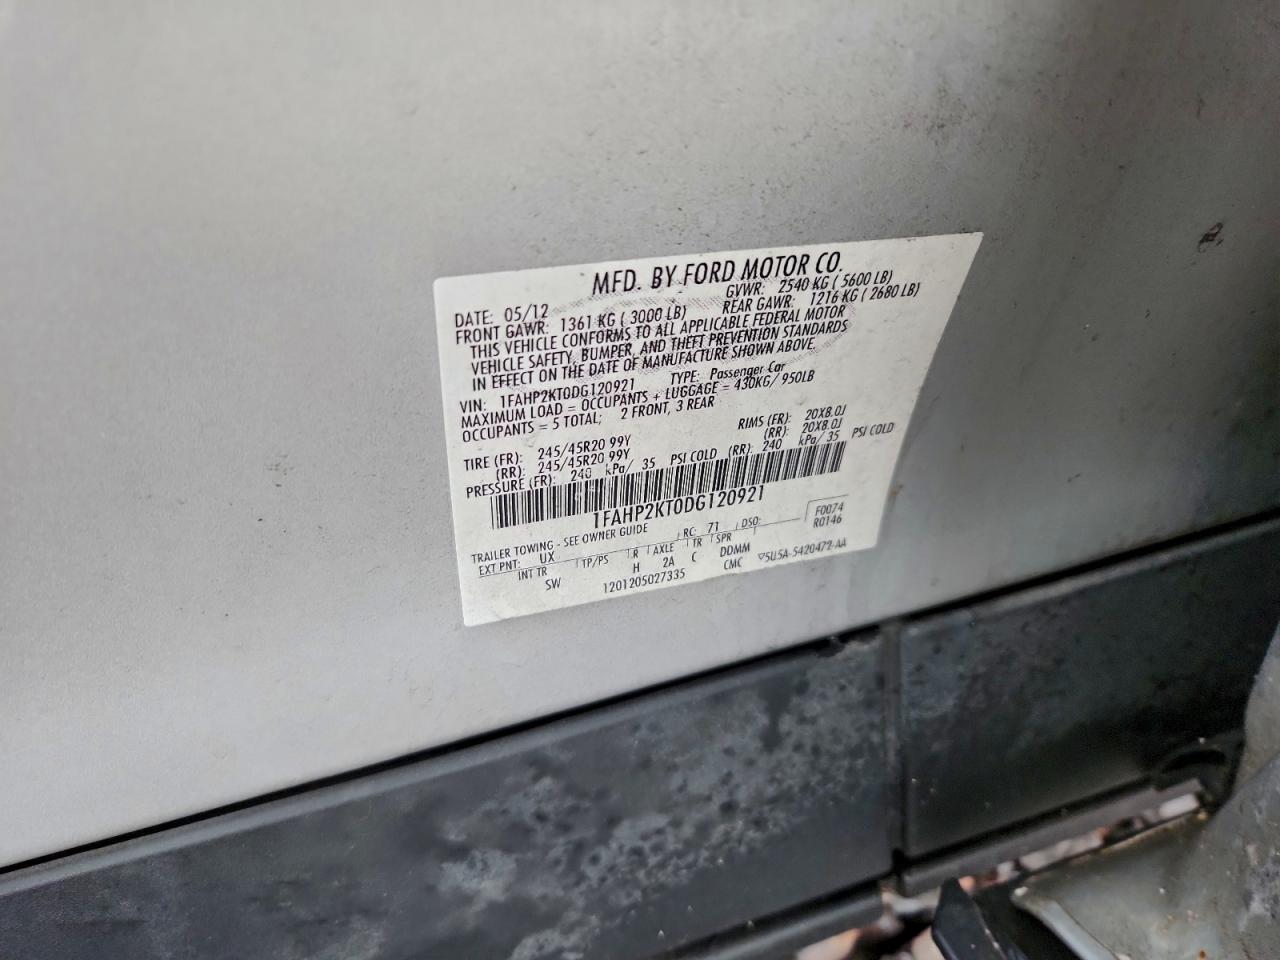 MFD. BY FORD MOTOR CO.
DATE: 05/12 GVWR: 2540 KG ( 5600 LB)
FRONT GAWR: 1361 KG ( 3000 LB) REAR GAWR: 1216 KG ( 2680 LB)
THIS VEHICLE CONFORMS TO ALL APPLICABLE FEDERAL MOTOR
VEHICLE SAFETY, BUMPER, AND THEFT PREVENTION STANDARDS
IN EFFECT ON THE DATE OF MANUFACTURE SHOWN ABOVE.
VIN: 1FAHP2KT0DG120921 TYPE: Passenger Car
MAXIMUM LOAD = OCCUPANTS + LUGGAGE = 430KG/ 950LB
OCCUPANTS = 5 TOTAL; 2 FRONT, 3 REAR
TIRE (FR): 245/45R20 99Y RIMS (FR): 20X8.0J
(RR): 245/45R20 99Y (RR): 20X8.0J
PRESSURE (FR): 240 kPa/ 35 PSI COLD (RR): 240 kPa/ 35 PSI COLD
1FAHP2KT0DG120921
TRAILER TOWING - SEE OWNER GUIDE
F0074
EXT PNT: UX RC: 71 DSO: R0146
INT TR TP/PS R AXLE TR SPR
SW H 2A C DDMM ▽5U5A-5420472-AA
1201205027335 CMC